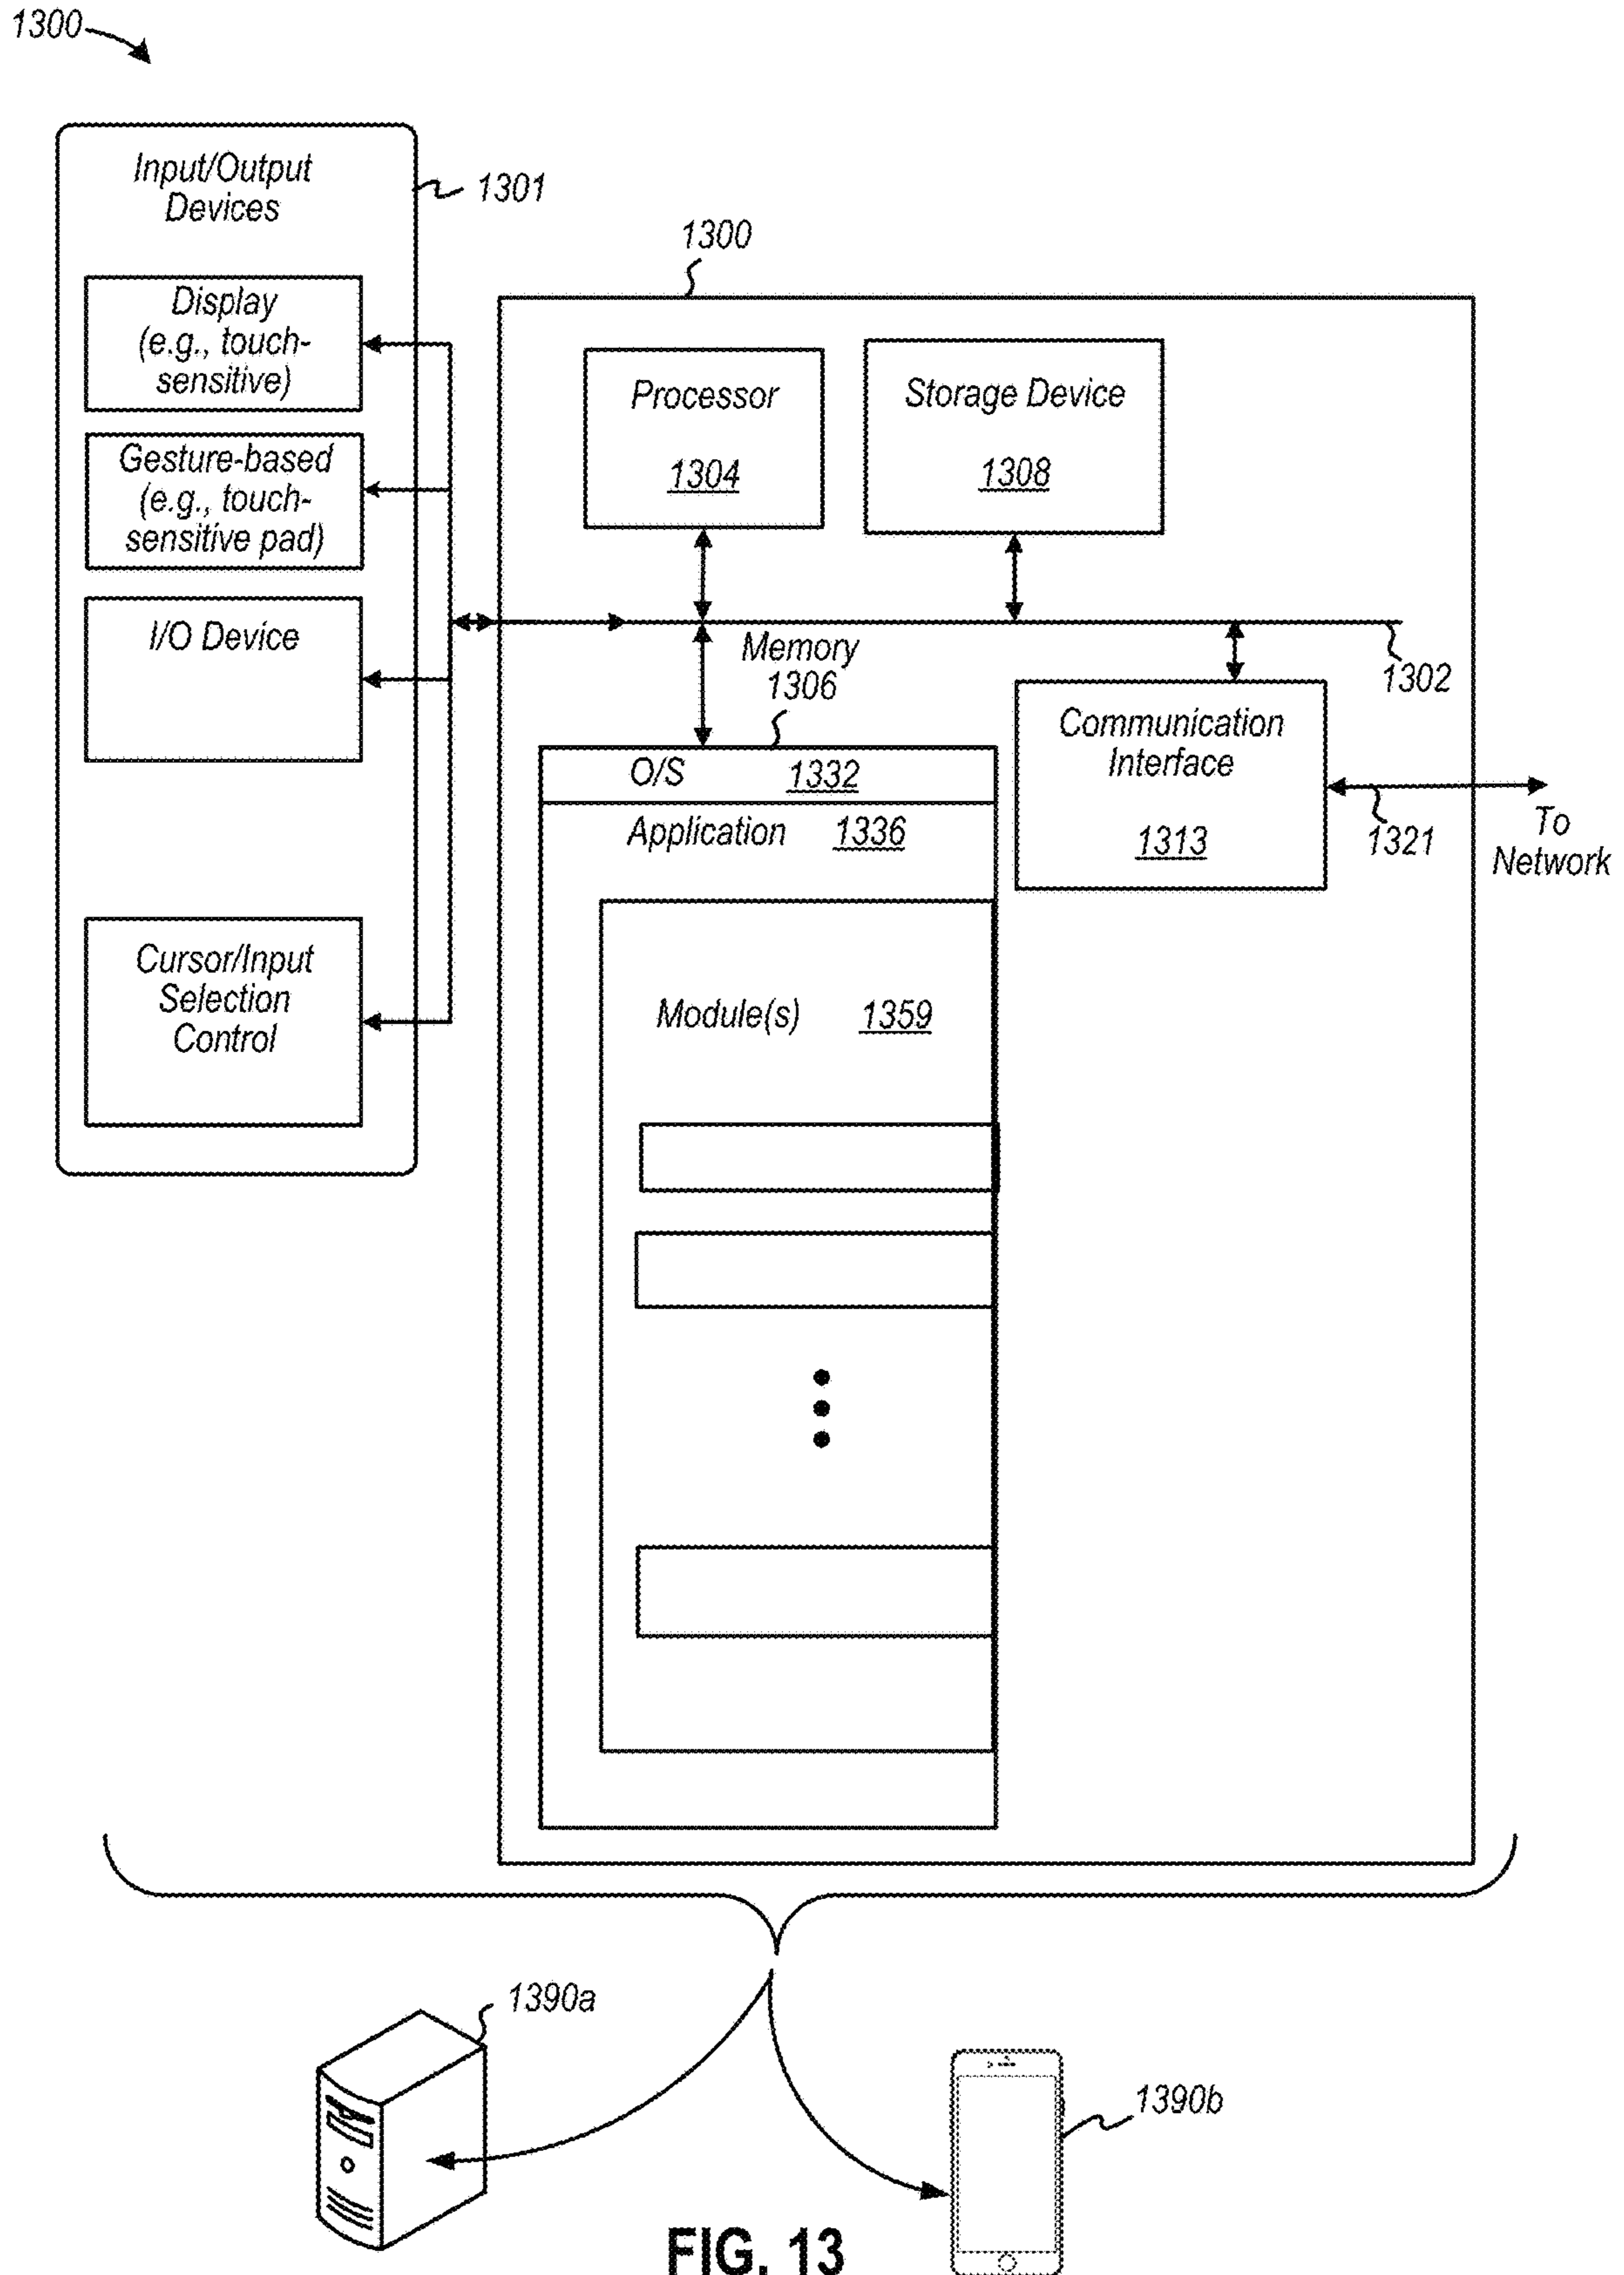 1300
Input/Output
Devices
1301
Display
(e.g., touch-
sensitive)
Gesture-based
(e.g., touch-
sensitive pad)
I/O Device
Cursor/Input
Selection
Control
1300
Processor
1304
Storage Device
1308
Memory
1306
1302
O/S 1332
Application 1336
Module(s) 1359
Communication
Interface
1313
1321
To
Network
1390a
1390b
FIG. 13